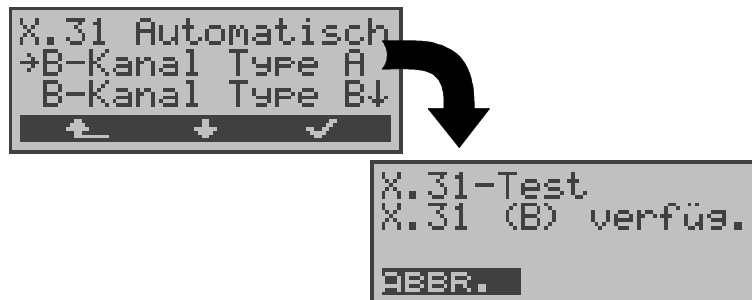 X.31 Automatisch
→B-Kanal Type A
B-Kanal Type B↓
X.31-Test
X.31 (B) verfüg.
ABBR.